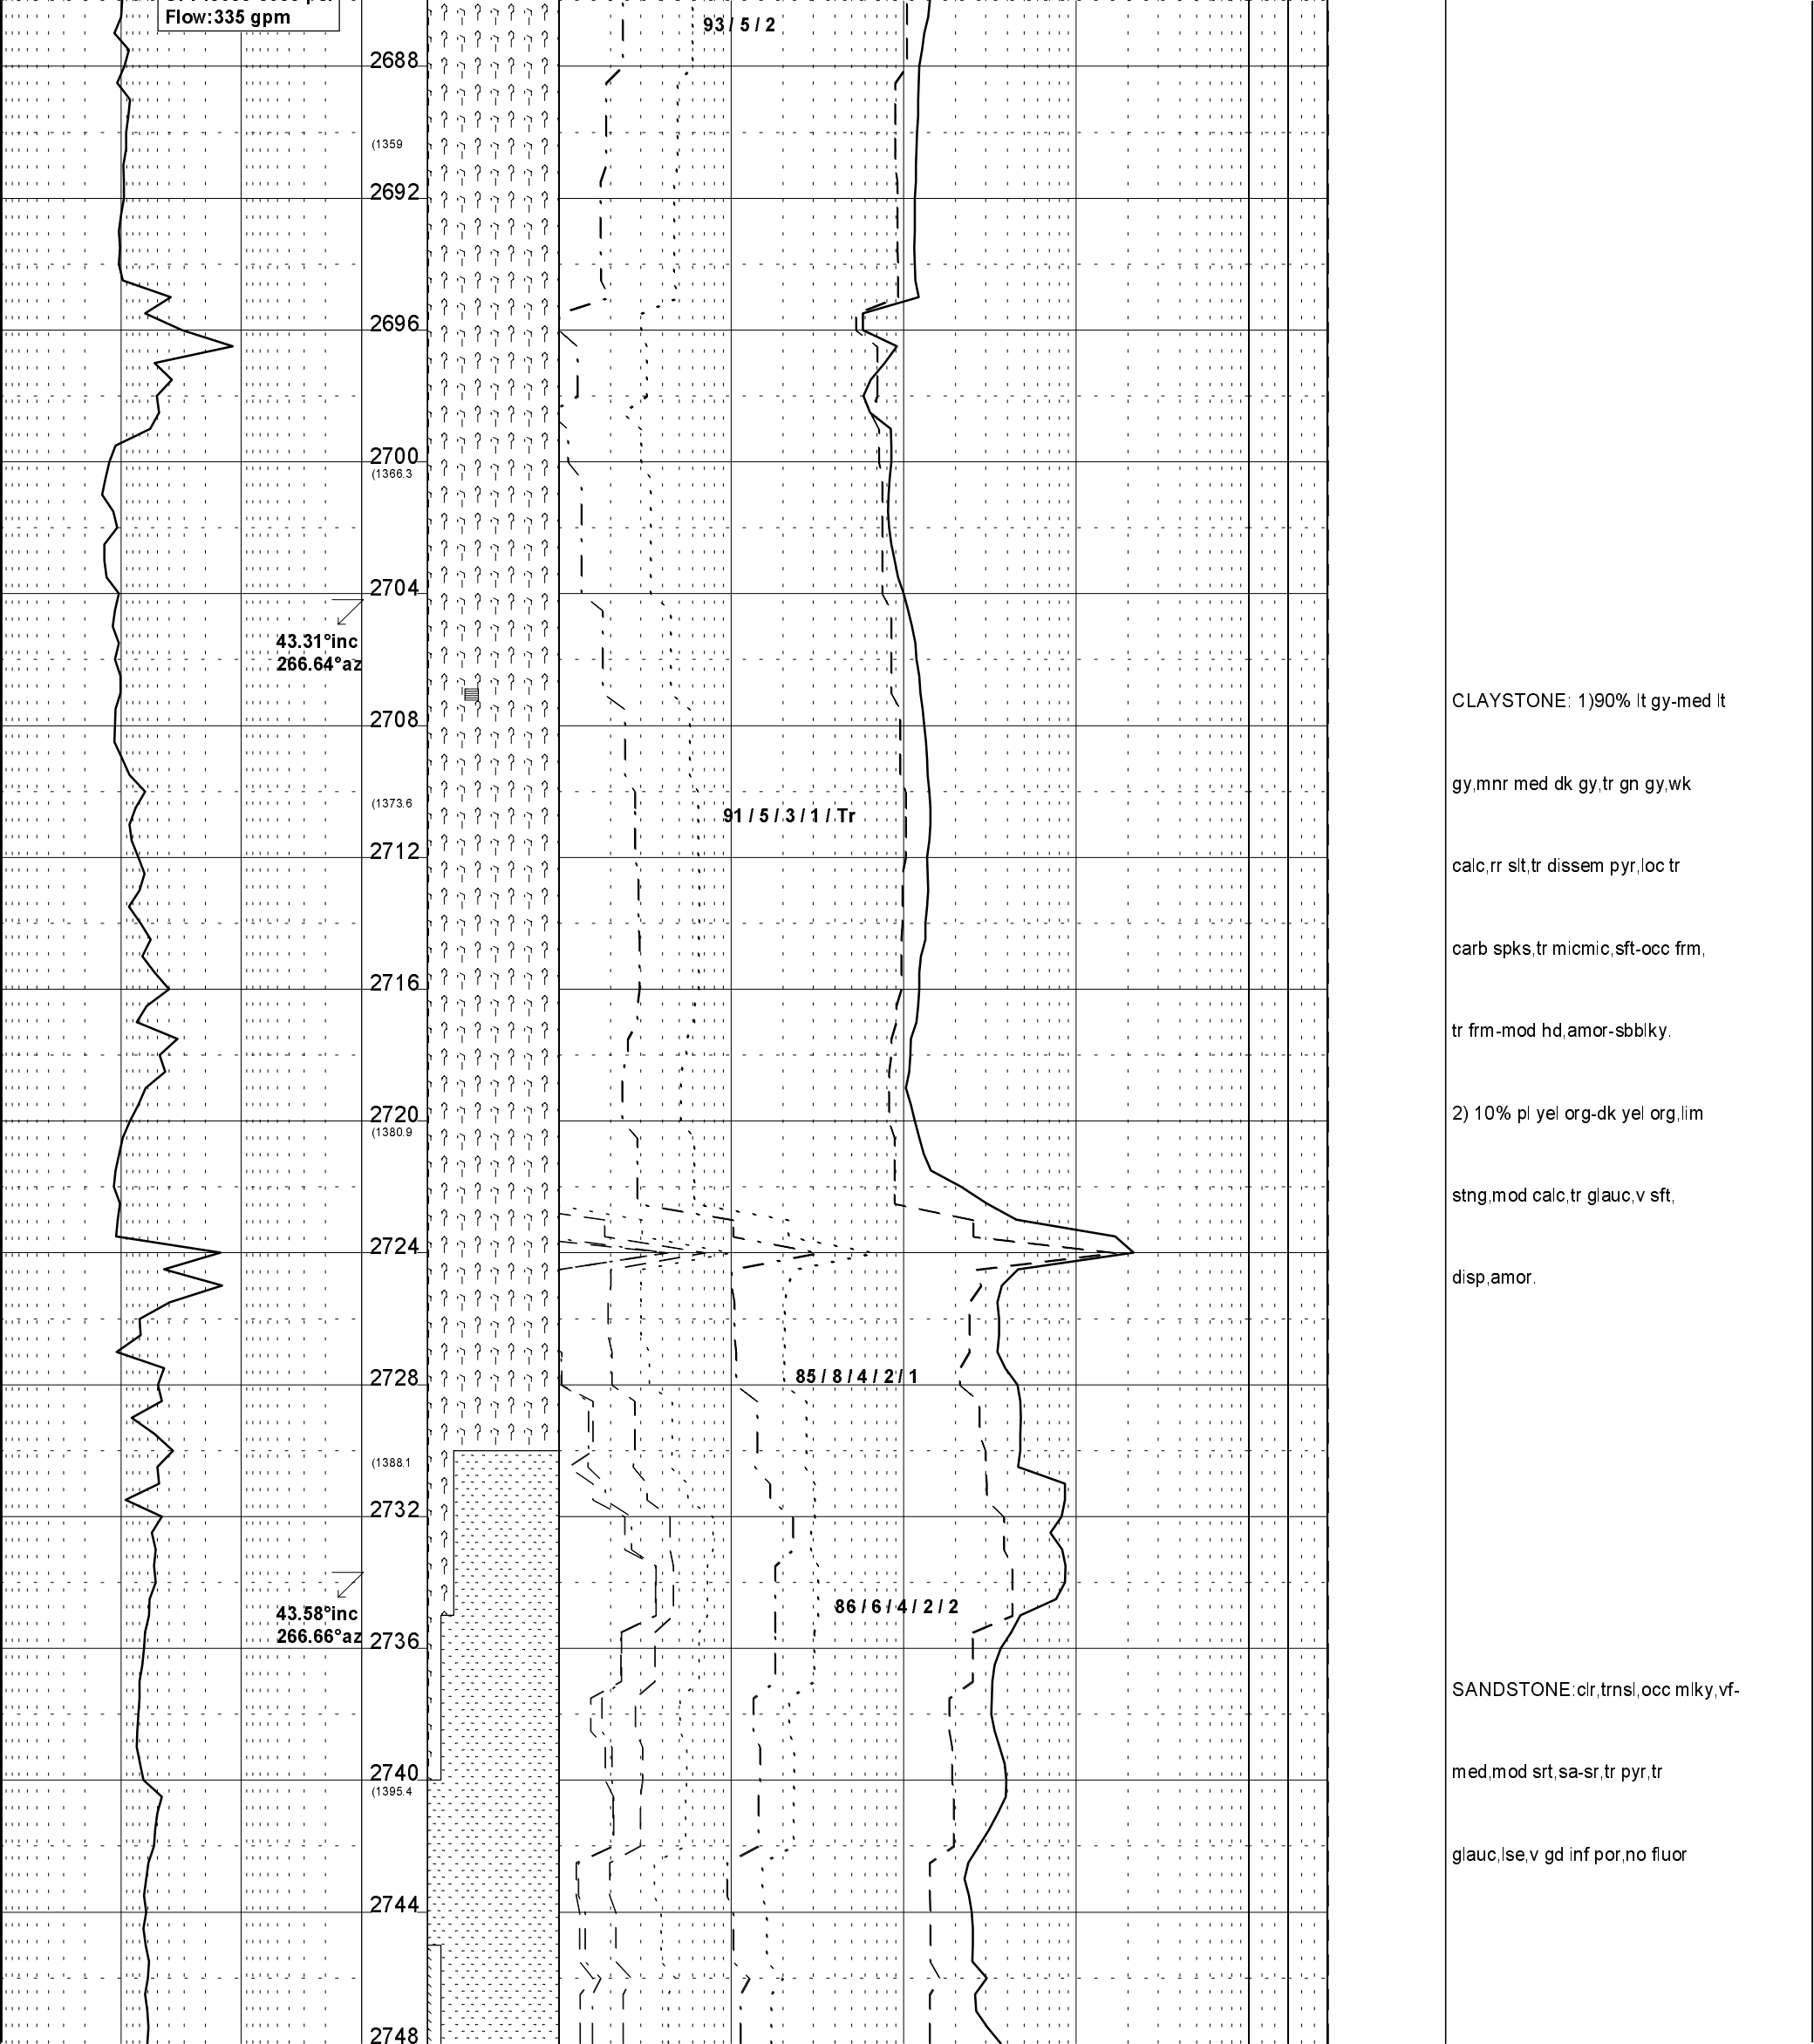 Flow:335 gpm
93 / 5 / 2
2688
(1359
2692
2696
2700
(1366.3
2704
43.31°inc
266.64°az
CLAYSTONE: 1)90% lt gy-med lt
2708
gy,mnr med dk gy,tr gn gy,wk
(1373.6
91 / 5 / 3 / 1 / Tr
2712
calc,rr slt,tr dissem pyr,loc tr
carb spks,tr micmic,sft-occ frm,
2716
tr frm-mod hd,amor-sbblky.
2720
2) 10% pl yel org-dk yel org,lim
(1380.9
stng,mod calc,tr glauc,v sft,
2724
disp,amor.
2728
85 / 8 / 4 / 2 / 1
(1388.1
2732
86 / 6 / 4 / 2 / 2
43.58°inc
266.66°az
2736
SANDSTONE:clr,trnsl,occ mlky,vf-
2740
med,mod srt,sa-sr,tr pyr,tr
(1395.4
glauc,lse,v gd inf por,no fluor
2744
2748